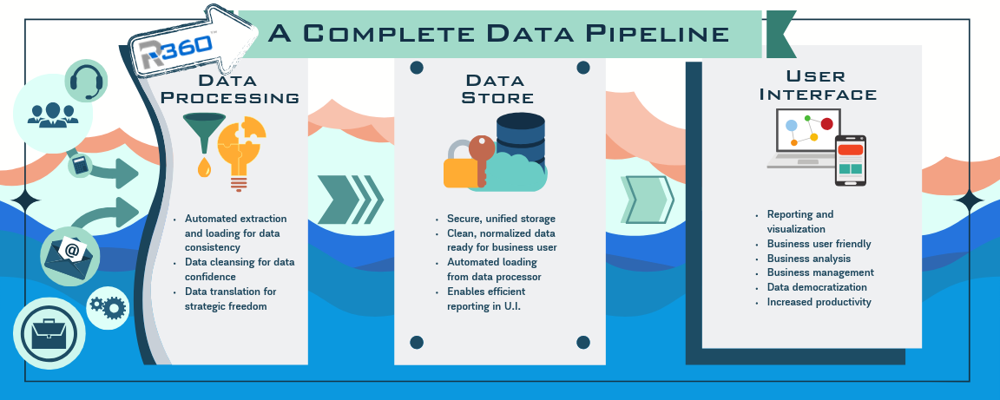 A Complete Data Pipeline
R360™
Data
Processing
• Automated extraction
and loading for data
consistency
• Data cleansing for data
confidence
• Data translation for
strategic freedom
Data
Store
• Secure, unified storage
• Clean, normalized data
ready for business user
• Automated loading
from data processor
• Enables efficient
reporting in U.I.
User
Interface
• Reporting and
visualization
• Business user friendly
• Business analysis
• Business management
• Data democratization
• Increased productivity
@